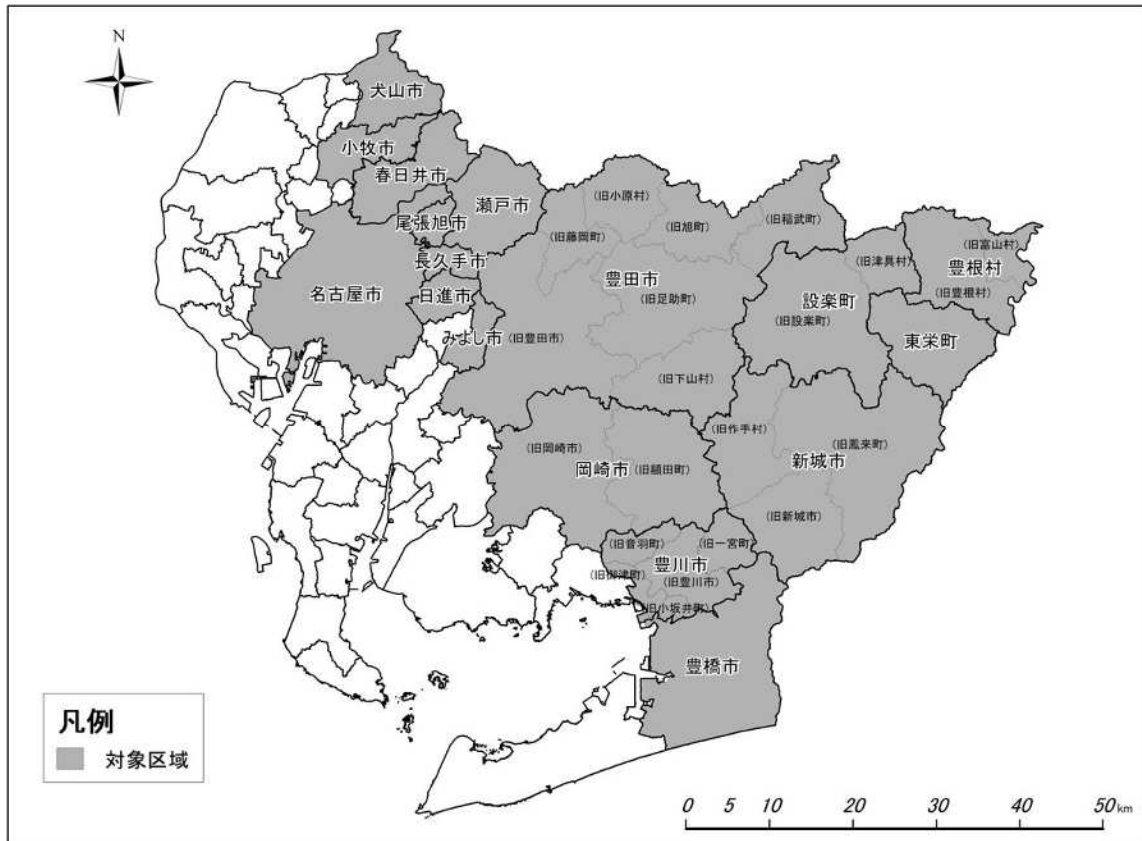 N
犬山市
小牧市
春日井市
瀬戸市
尾張旭市
長久手市
名古屋市
日進市
みよし市
(旧小原村)
(旧旭町)
(旧稲武町)
(旧藤岡町)
豊田市
(旧足助町)
(旧豊田市)
(旧下山村)
(旧津具村)
設楽町
(旧設楽町)
(旧富山村)
豊根村
(旧豊根村)
東栄町
(旧作手村)
(旧鳳来町)
新城市
(旧新城市)
(旧岡崎市)
岡崎市
(旧額田町)
(旧音羽町)
(旧一宮町)
豊川市
(旧御津町)
(旧豊川市)
(旧小坂井町)
豊橋市
凡例
対象区域
0 5 10 20 30 40 50 km